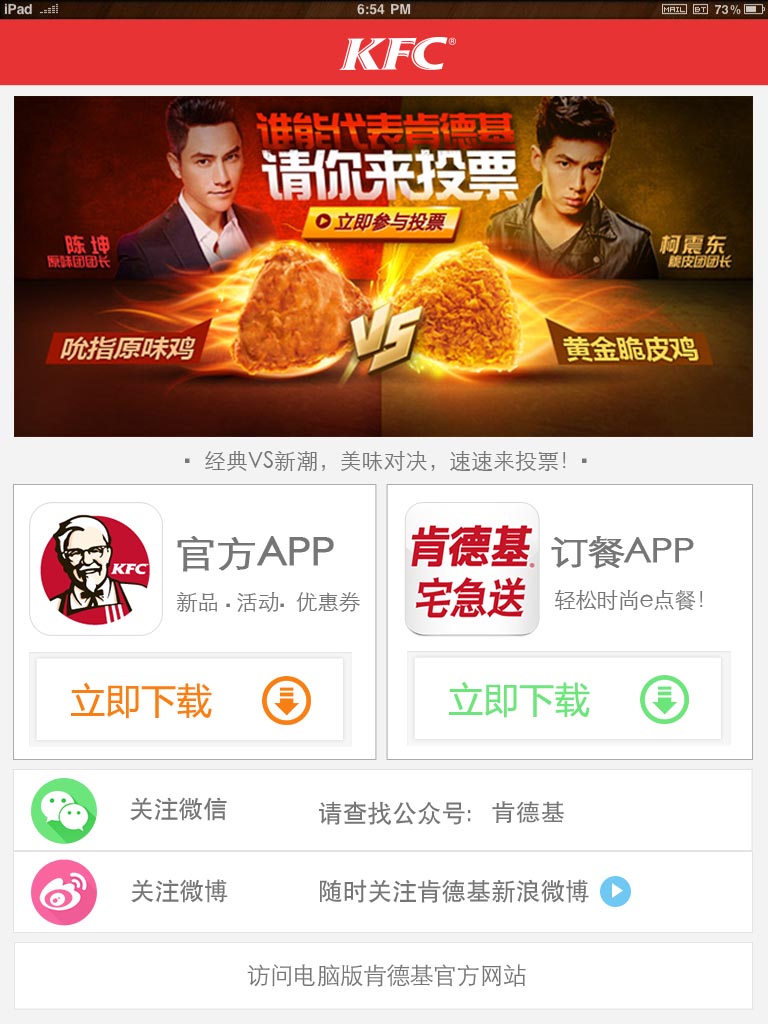 iPad
6:54 PM
MAIL BT 73%
KFC®
谁能代表肯德基
请你来投票
立即参与投票
陈坤
原味团团长
柯震东
脆皮团团长
吮指原味鸡
VS
黄金脆皮鸡
· 经典VS新潮，美味对决，速速来投票！·
KFC
官方APP
新品 . 活动. 优惠券
立即下载
肯德基
宅急送
订餐APP
轻松时尚e点餐！
立即下载
关注微信 请查找公众号: 肯德基
关注微博 随时关注肯德基新浪微博
访问电脑版肯德基官方网站